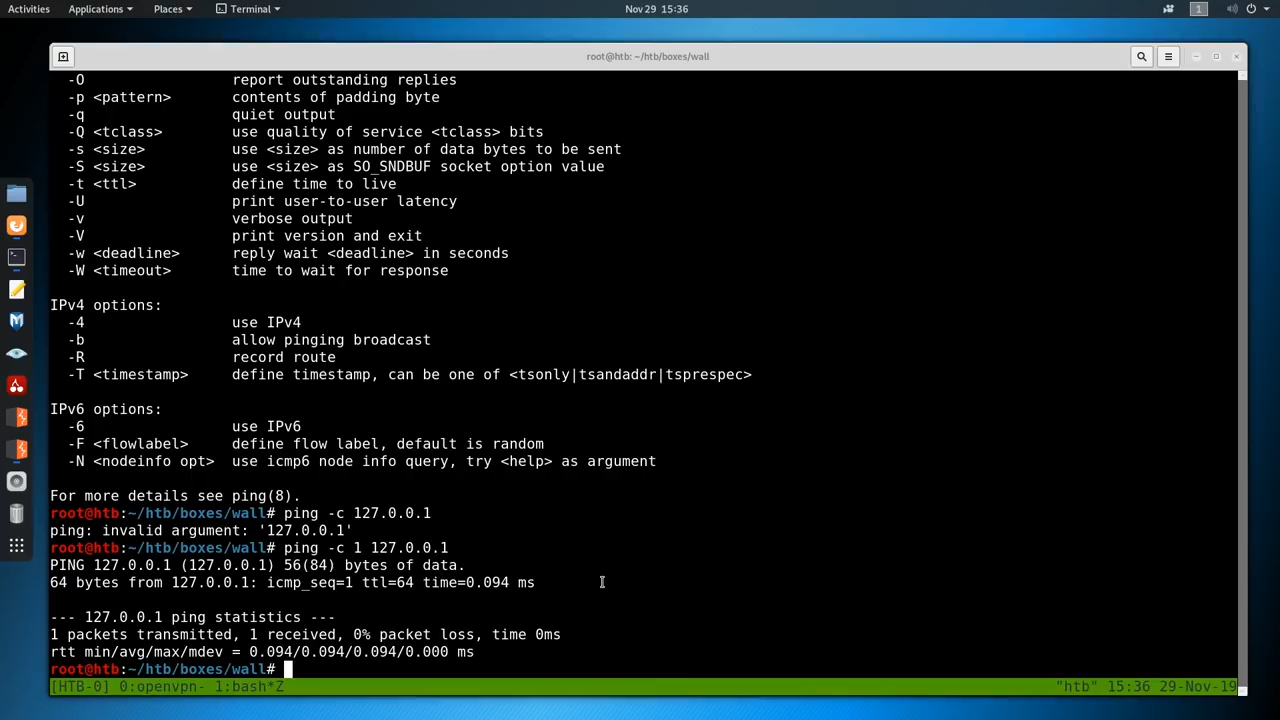 Activities Applications Places Terminal Nov 29 15:36 1
root@htb: ~/htb/boxes/wall
-O report outstanding replies
-p <pattern> contents of padding byte
-q quiet output
-Q <tclass> use quality of service <tclass> bits
-s <size> use <size> as number of data bytes to be sent
-S <size> use <size> as SO_SNDBUF socket option value
-t <ttl> define time to live
-U print user-to-user latency
-v verbose output
-V print version and exit
-w <deadline> reply wait <deadline> in seconds
-W <timeout> time to wait for response
IPv4 options:
-4 use IPv4
-b allow pinging broadcast
-R record route
-T <timestamp> define timestamp, can be one of <tsonly|tsandaddr|tsprespec>
IPv6 options:
-6 use IPv6
-F <flowlabel> define flow label, default is random
-N <nodeinfo opt> use icmp6 node info query, try <help> as argument
For more details see ping(8).
root@htb:~/htb/boxes/wall# ping -c 127.0.0.1
ping: invalid argument: '127.0.0.1'
root@htb:~/htb/boxes/wall# ping -c 1 127.0.0.1
PING 127.0.0.1 (127.0.0.1) 56(84) bytes of data.
64 bytes from 127.0.0.1: icmp_seq=1 ttl=64 time=0.094 ms
--- 127.0.0.1 ping statistics ---
1 packets transmitted, 1 received, 0% packet loss, time 0ms
rtt min/avg/max/mdev = 0.094/0.094/0.094/0.000 ms
root@htb:~/htb/boxes/wall#
[HTB-0] 0:openvpn- 1:bash*Z "htb" 15:36 29-Nov-19